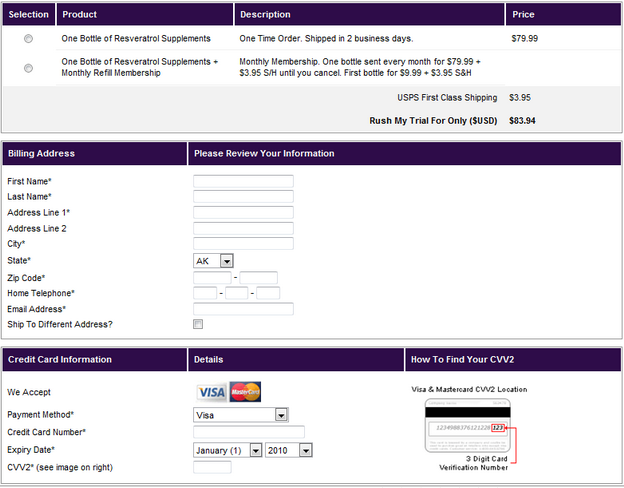 Selection Product Description Price
One Bottle of Resveratrol Supplements One Time Order. Shipped in 2 business days. $79.99
One Bottle of Resveratrol Supplements + Monthly Membership. One bottle sent every month for $79.99 +
Monthly Refill Membership $3.95 S/H until you cancel. First bottle for $9.99 + $3.95 S&H
USPS First Class Shipping $3.95
Rush My Trial For Only ($USD) $83.94
Billing Address Please Review Your Information
First Name*
Last Name*
Address Line 1*
Address Line 2
City*
State* AK
Zip Code* -
Home Telephone* - -
Email Address*
Ship To Different Address?
Credit Card Information Details How To Find Your CVV2
Visa & Mastercard CVV2 Location
We Accept VISA MasterCard
Payment Method* Visa
Credit Card Number*
Expiry Date* January (1) 2010
CVV2* (see image on right)
123
3 Digit Card
Verification Number